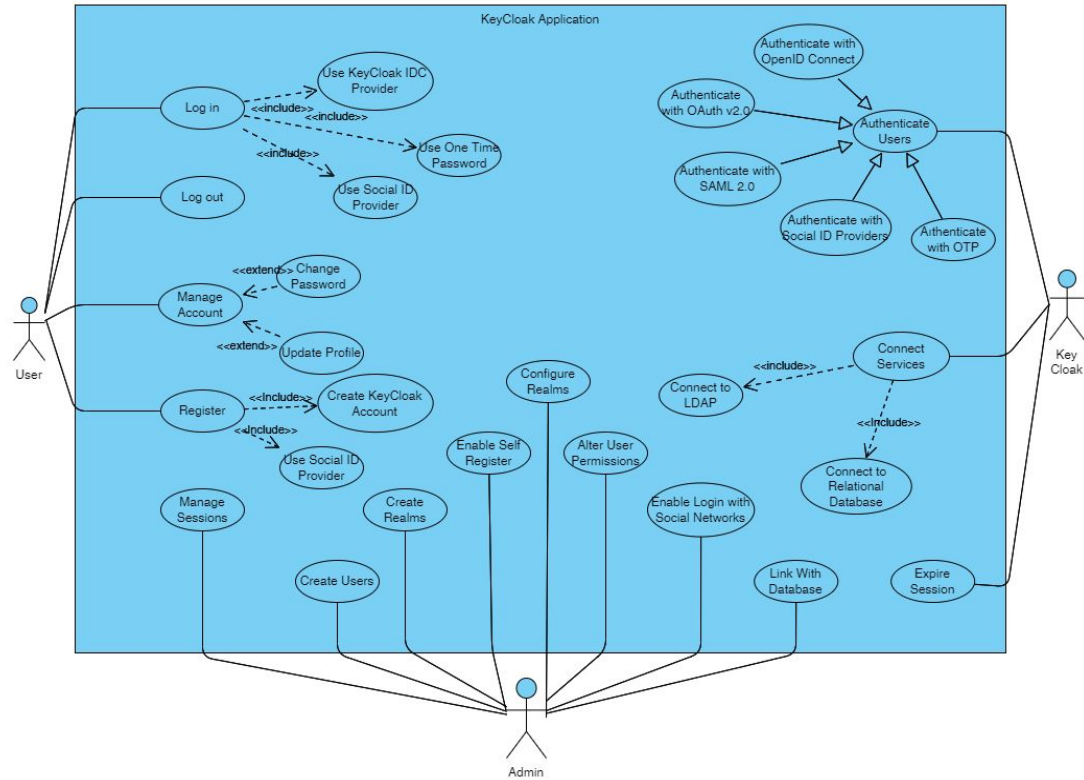 KeyCloak Application
Use KeyCloak IDC
Provider
Log in
<<include>>
<<include>>
<<include>>
Use One Time
Password
Use Social ID
Provider
Log out
Authenticate with
OpenID Connect
Authenticate
with OAuth v2.0
Authenticate
Users
Authenticate with
SAML 2.0
Authenticate with
Social ID Providers
Authenticate
with OTP
<<extend>>
Change
Password
Manage
Account
<<extend>>
Update Profile
User
Key
Cloak
Register
<<Include>>
Create KeyCloak
Account
<<Include>>
Use Social ID
Provider
Configure
Realms
Connect
Services
<<include>>
Connect to
LDAP
<<Include>>
Connect to
Relational
Database
Enable Self
Register
Alter User
Permissions
Manage
Sessions
Create
Realms
Enable Login with
Social Networks
Create Users
Link With
Database
Expire
Session
Admin